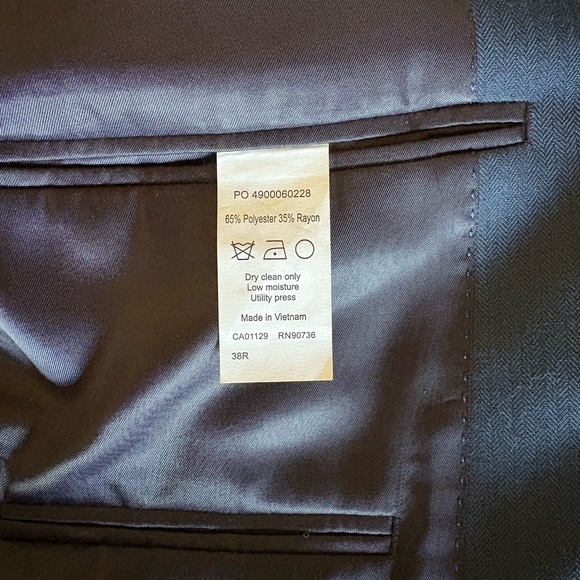 PO 4900060228
65% Polyester 35% Rayon
Dry clean only
Low moisture
Utility press
Made in Vietnam
CA01129 RN90736
38R